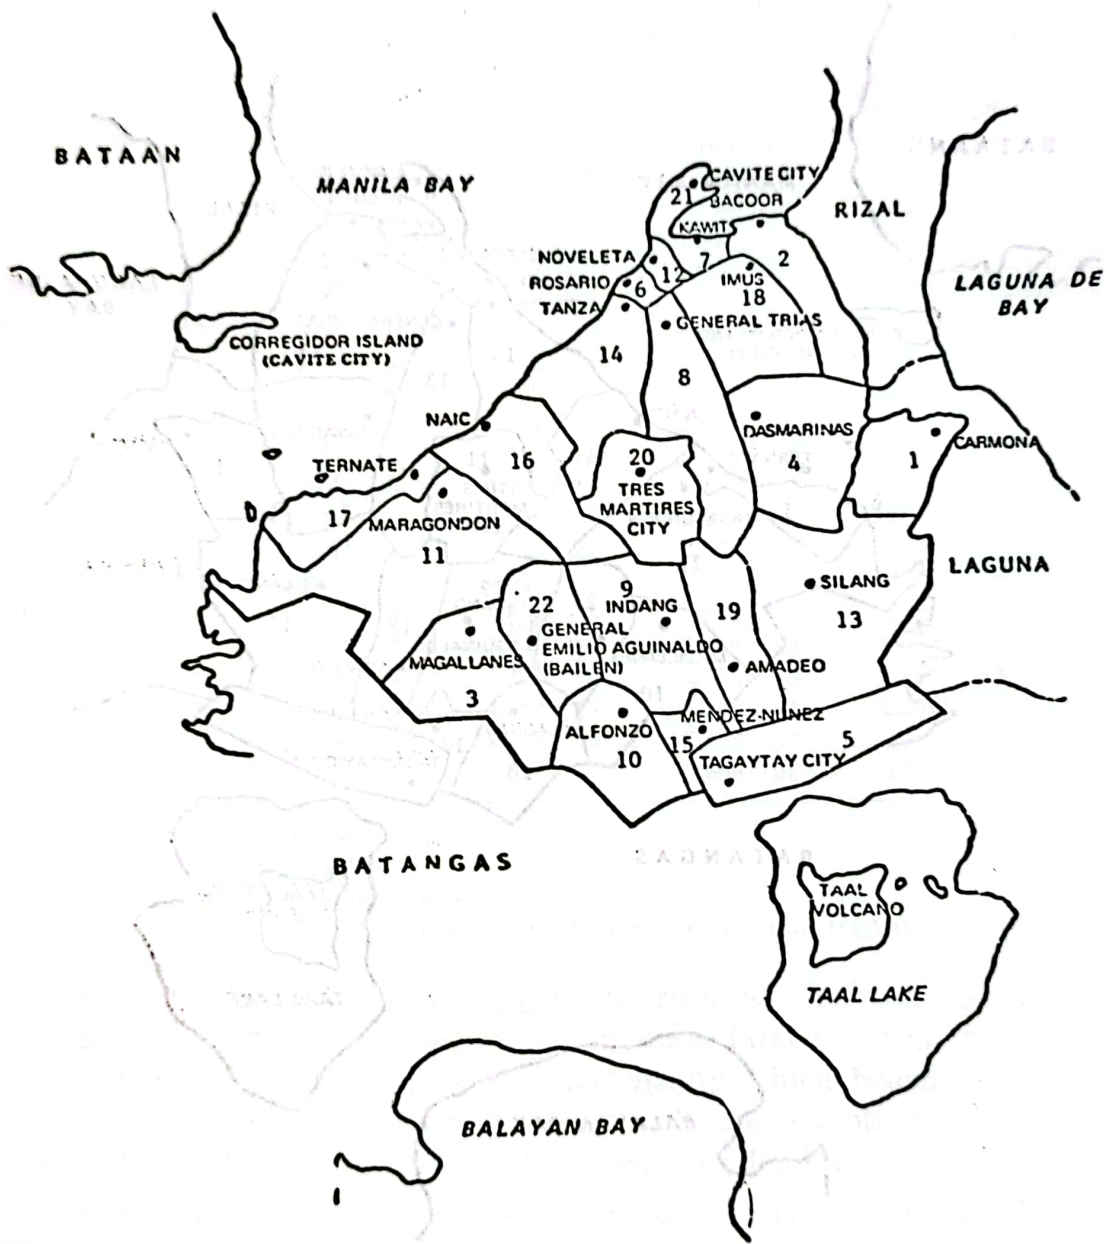 BATAAN
MANILA BAY
CAVITE CITY
21
BACOOR
RIZAL
KAWIT
NOVELETA
12
7
2
ROSARIO
6
IMUS
18
LAGUNA DE
BAY
TANZA
GENERAL TRIAS
CORREGIDOR ISLAND
(CAVITE CITY)
14
8
NAIC
DASMARINAS
4
CARMONA
1
TERNATE
16
20
TRES
MARTIRES
CITY
17
MARAGONDON
11
LAGUNA
9
INDANG
SILANG
13
22
GENERAL
EMILIO AGUINALDO
(BAILEN)
19
MAGALLANES
3
AMADEO
MENDEZ-NUNEZ
ALFONZO
10
15
5
TAGAYTAY CITY
BATANGAS
TAAL
VOLCANO
TAAL LAKE
BALAYAN BAY